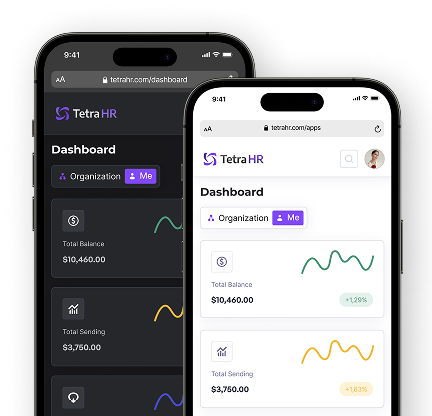 9:41
AA
tetrahr.com/dashboard
Tetra HR
Dashboard
Organization
Me
Total Balance
$10,460.00
Total Sending
$3,750.00
9:41
AA
tetrahr.com/apps
Tetra HR
Dashboard
Organization
Me
Total Balance
$10,460.00
+1,29%
Total Sending
$3,750.00
+1,63%